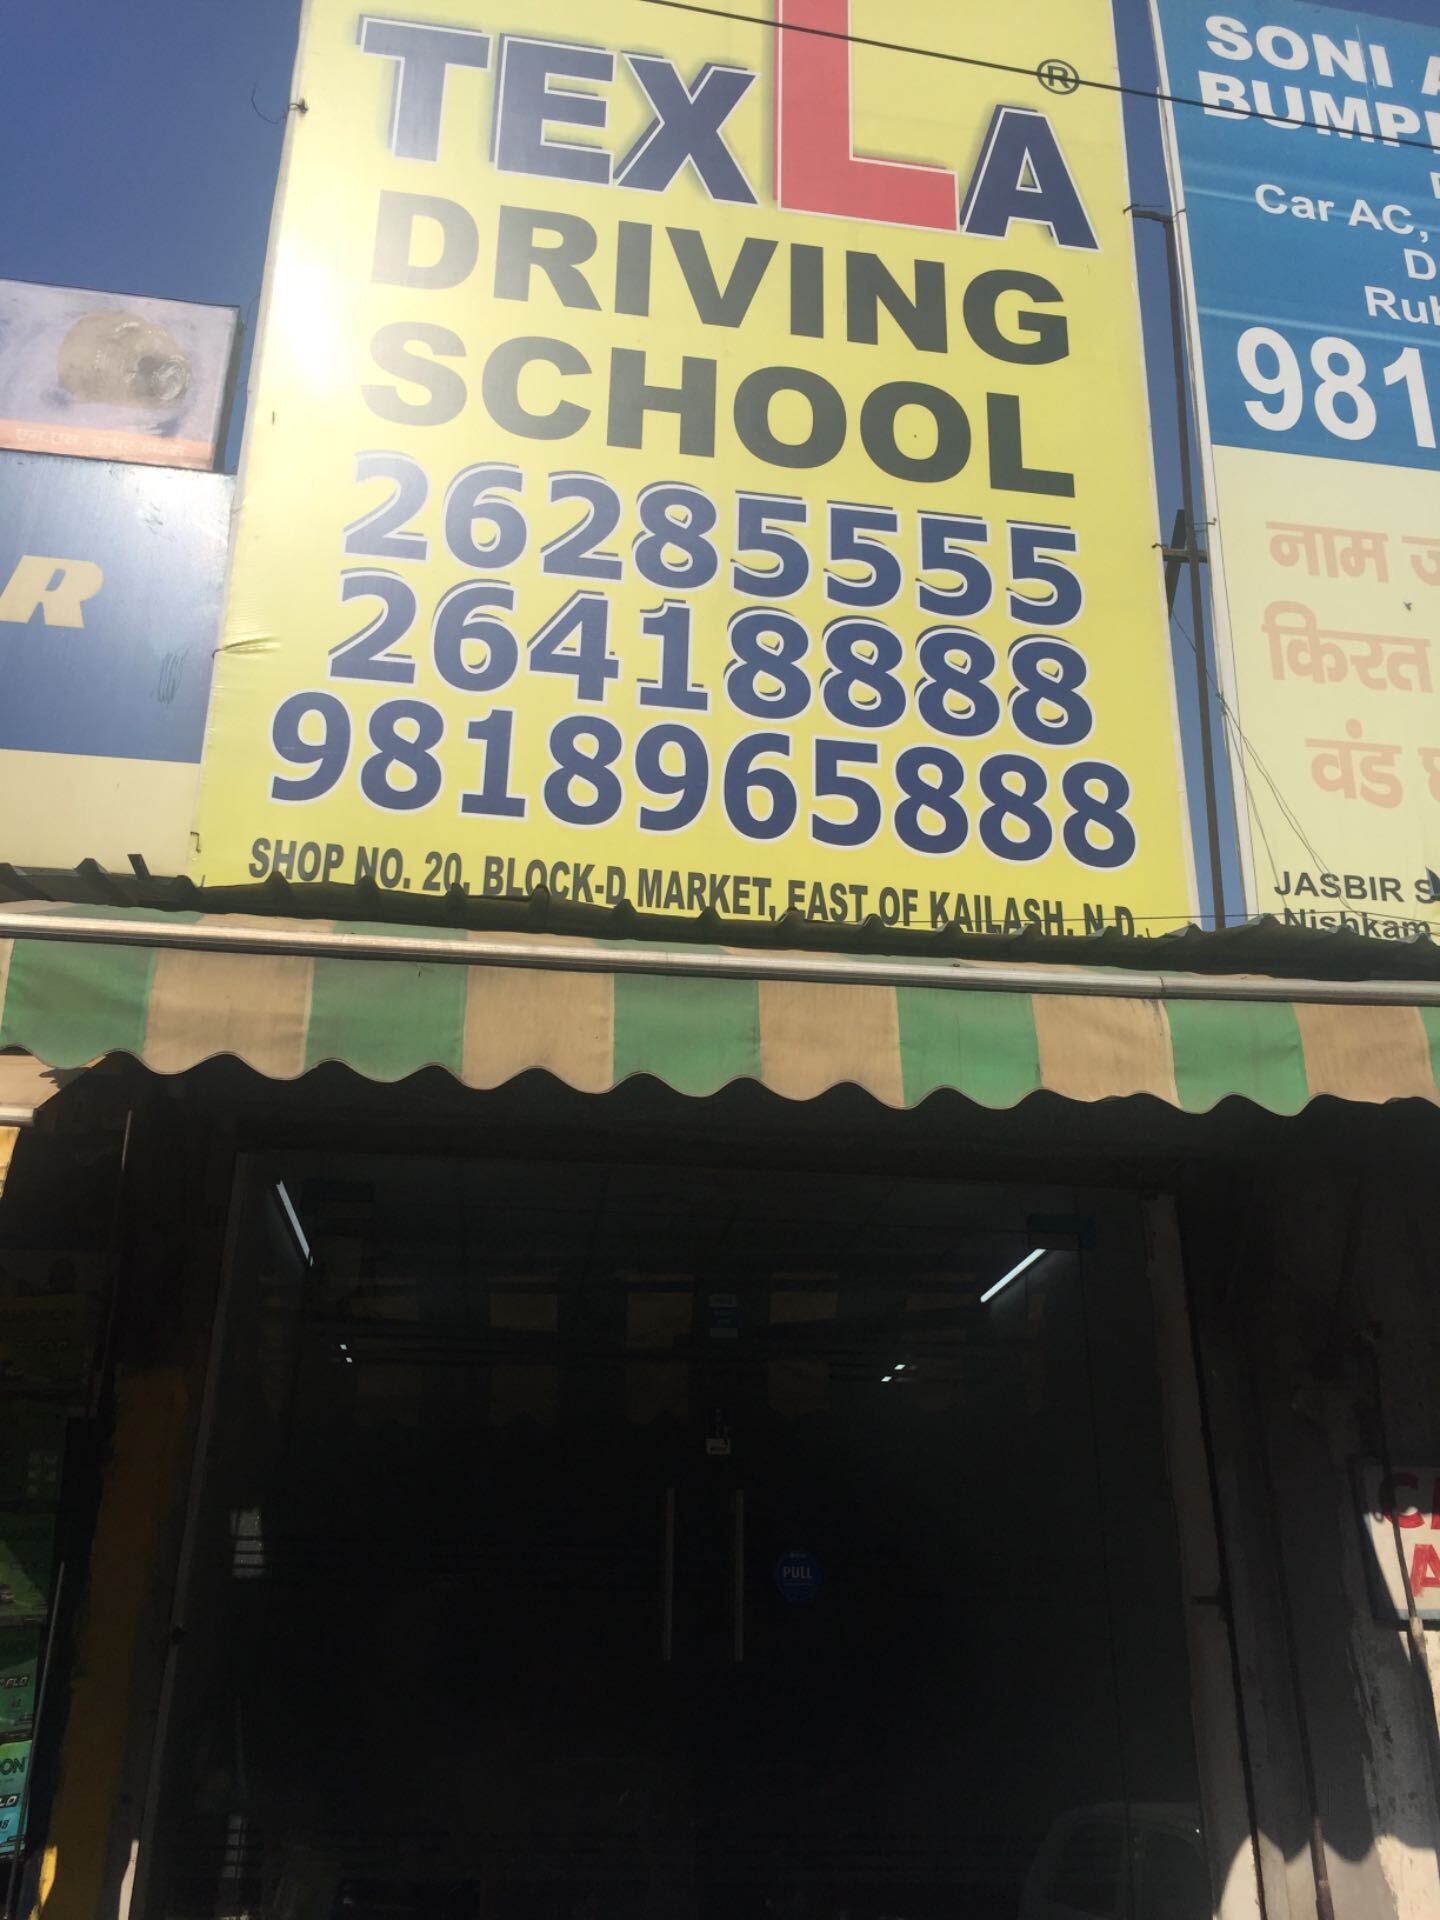 TEXLA®
DRIVING
SCHOOL
26285555
26418888
9818965888
SHOP NO. 20, BLOCK-D MARKET, EAST OF KAILASH, N.D.
SONI
BUMP
Car AC,
981
नाम
किरत
वंड
JASBIR S
Nishkam
R
PULL